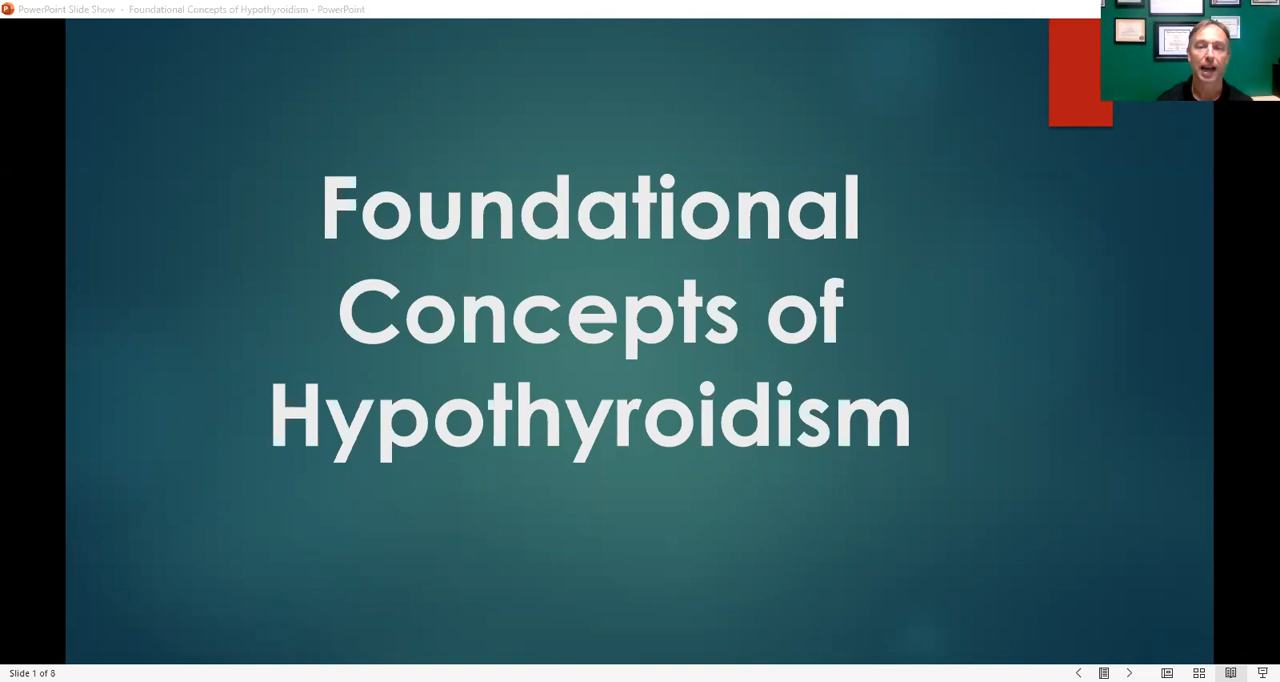 PowerPoint Slide Show - Foundational Concepts of Hypothyroidism - PowerPoint
Foundational
Concepts of
Hypothyroidism
Slide 1 of 8